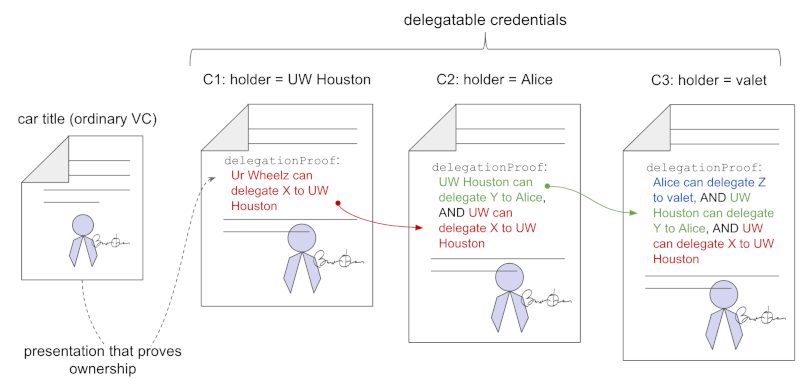 delegatable credentials
C1: holder = UW Houston
C2: holder = Alice
C3: holder = valet
car title (ordinary VC)
delegationProof:
Ur Wheelz can
delegate X to UW
Houston
delegationProof:
UW Houston can
delegate Y to Alice,
AND UW can
delegate X to UW
Houston
delegationProof:
Alice can delegate Z
to valet, AND UW
Houston can delegate
Y to Alice, AND UW
can delegate X to UW
Houston
presentation that proves
ownership